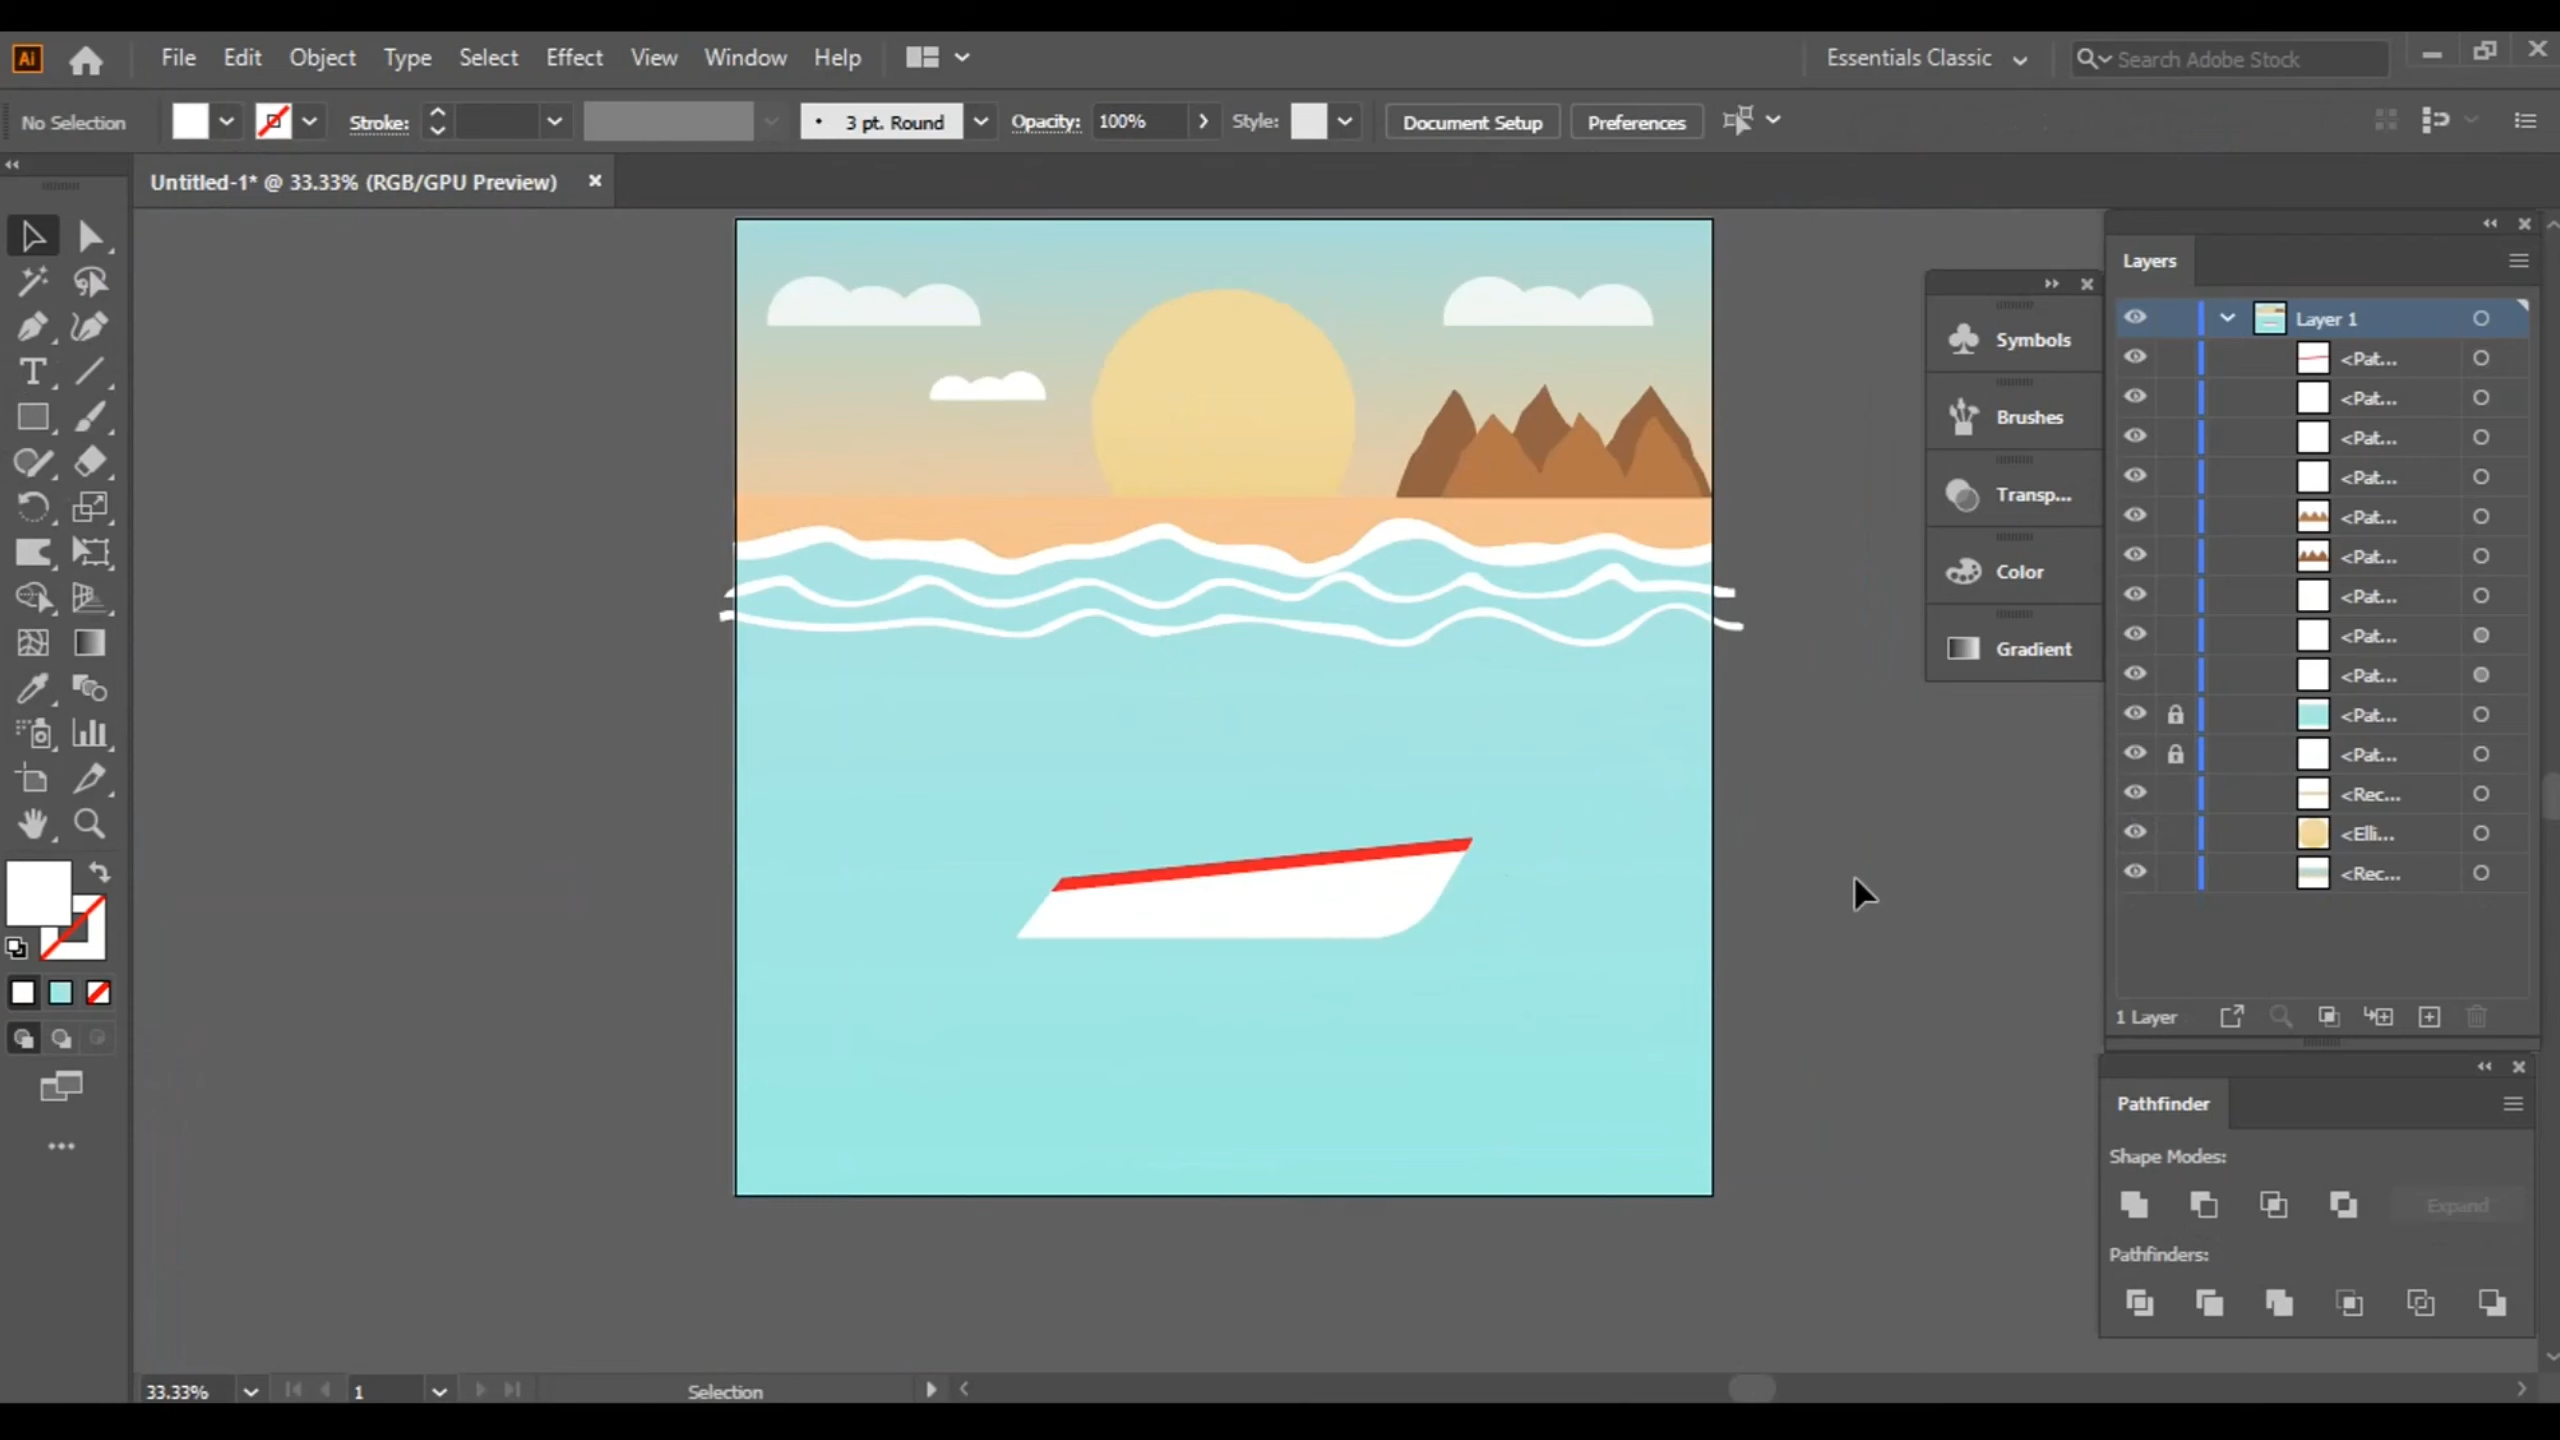 Ai File Edit Object Type Select Effect View Window Help Essentials Classic Search Adobe Stock
No Selection Stroke: 3 pt. Round Opacity: 100% Style: Document Setup Preferences
Untitled-1* @ 33.33% (RGB/GPU Preview)
Layers
Layer 1
<Pat...
<Pat...
<Pat...
<Pat...
<Pat...
<Pat...
<Pat...
<Pat...
<Pat...
<Pat...
<Pat...
<Rec...
<Elli...
<Rec...
1 Layer
Symbols
Brushes
Transp...
Color
Gradient
Pathfinder
Shape Modes:
Expand
Pathfinders:
33.33% 1 Selection